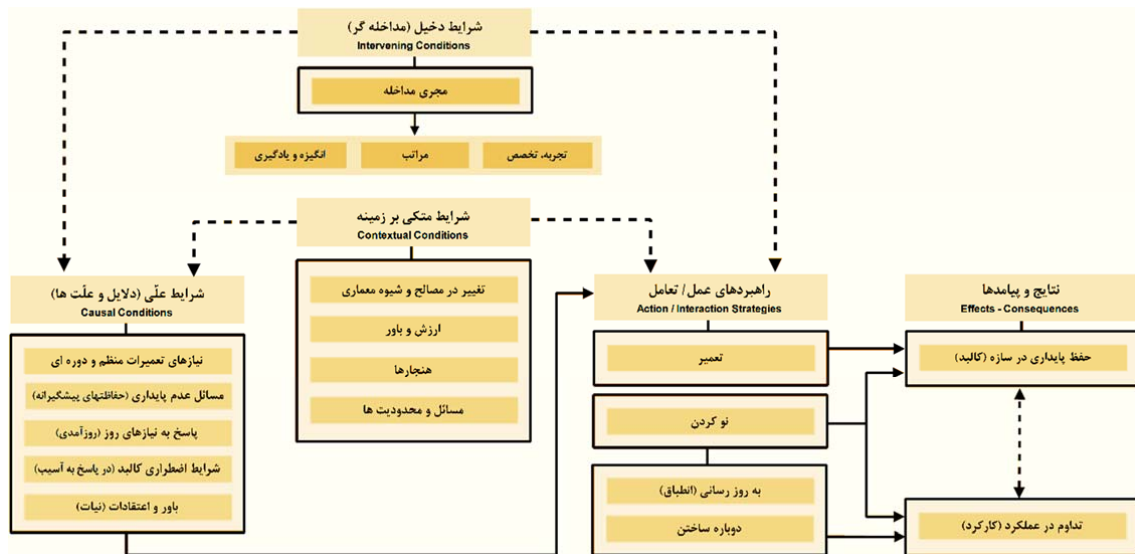 شرایط دخیل (مداخله گر)
Intervening Conditions
مجری مداخله
تجربه، تخصص
مراتب
انگیزه و یادگیری
شرایط متکی بر زمینه
Contextual Conditions
تغییر در مصالح و شیوه معماری
ارزش و باور
هنجارها
مسائل و محدودیت ها
شرایط علّی (دلایل و علّت ها)
Causal Conditions
نیازهای تعمیرات منظم و دوره ای
مسائل عدم پایداری (حفاظتهای پیشگیرانه)
پاسخ به نیازهای روز (روزآمدی)
شرایط اضطراری کالبد (در پاسخ به آسیب)
باور و اعتقادات (نیات)
راهبردهای عمل/ تعامل
Action / Interaction Strategies
تعمیر
نو کردن
به روز رسانی (انطباق)
دوباره ساختن
نتایج و پیامدها
Effects - Consequences
حفظ پایداری در سازه (کالبد)
تداوم در عملکرد (کارکرد)